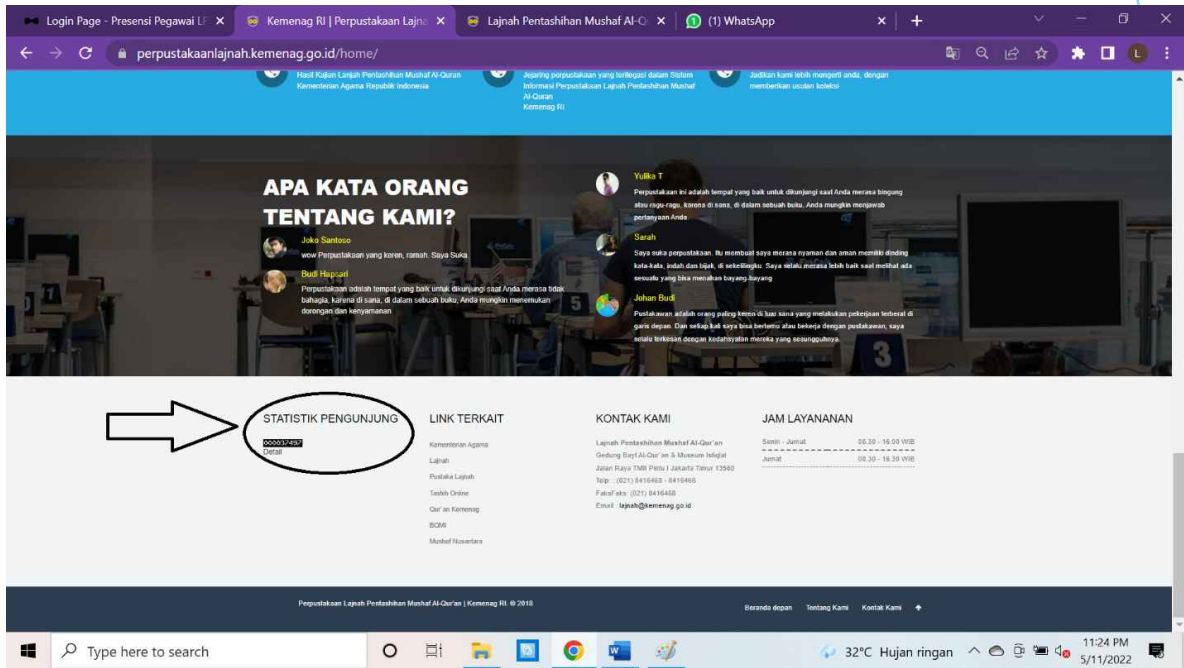 Login Page - Presensi Pegawai LP
Kemenag RI | Perpustakaan Lajna
Lajnah Pentashihan Mushaf Al-Q
(1) WhatsApp
perpustakaanlajnah.kemenag.go.id/home/
L
Hasil Kajian Lanjah Pentashihan Mushaf Al-Quran
Kementerian Agama Republik Indonesia
Jejaring perpustakaan yang terilegasi dalam Sistem
Informasi Perpustakaan Lajnah Pentashihan Mushaf
Al-Quran
Kemenag RI
Jadikan kami lebih mengerti anda, dengan
memberikan usulan koleksi
APA KATA ORANG
TENTANG KAMI?
Joko Santoso
wow Perpustakaan yang keren, ramah. Saya Suka
Budi Hapsari
Perpustakaan adalah tempat yang baik untuk dikunjungi saat Anda merasa tidak
bahagia, karena di sana, di dalam sebuah buku, Anda mungkin menemukan
dorongan dan kenyamanan
Yulika T
Perpustakaan ini adalah tempat yang baik untuk dikunjungi saat Anda merasa bingung
atau ragu-ragu, karena di sana, di dalam sebuah buku, Anda mungkin menjawab
pertanyaan Anda
Sarah
Saya suka perpustakaan. Itu membuat saya merasa nyaman dan aman memiliki dinding
kata-kata, indah dan bijak, di sekelilingku. Saya selalu merasa lebih baik saat melihat ada
sesuatu yang bisa menahan bayang-bayang
Johan Budi
Pustakawan adalah orang paling keren di luar sana yang melakukan pekerjaan terberat di
garis depan. Dan setiap kali saya bisa bertemu atau bekerja dengan pustakawan, saya
selalu terkesan dengan kedahsyatan mereka yang sesungguhnya.
1
5
3
STATISTIK PENGUNJUNG
000037497
Detail
LINK TERKAIT
Kementerian Agama
Lajnah
Pustaka Lajnah
Tashih Online
Qur'an Kemenag
BQMI
Mushaf Nusantara
KONTAK KAMI
Lajnah Pentashihan Mushaf Al-Qur'an
Gedung Bayt Al-Qur'an & Museum Istiqlal
Jalan Raya TMII Pintu I Jakarta Timur 13560
Telp. : (021) 8416468 - 8416466
Faks/Faks: (021) 8416468
Email : lajnah@kemenag.go.id
JAM LAYANANAN
Senin - Jumat 08.30 - 16.00 WIB
Jumat 08.30 - 16.30 WIB
Perpustakaan Lajnah Pentashihan Mushaf Al-Qur'an | Kemenag RI. © 2018
Beranda depan Tentang Kami Kontak Kami
Type here to search
32°C Hujan ringan
11:24 PM
5/11/2022